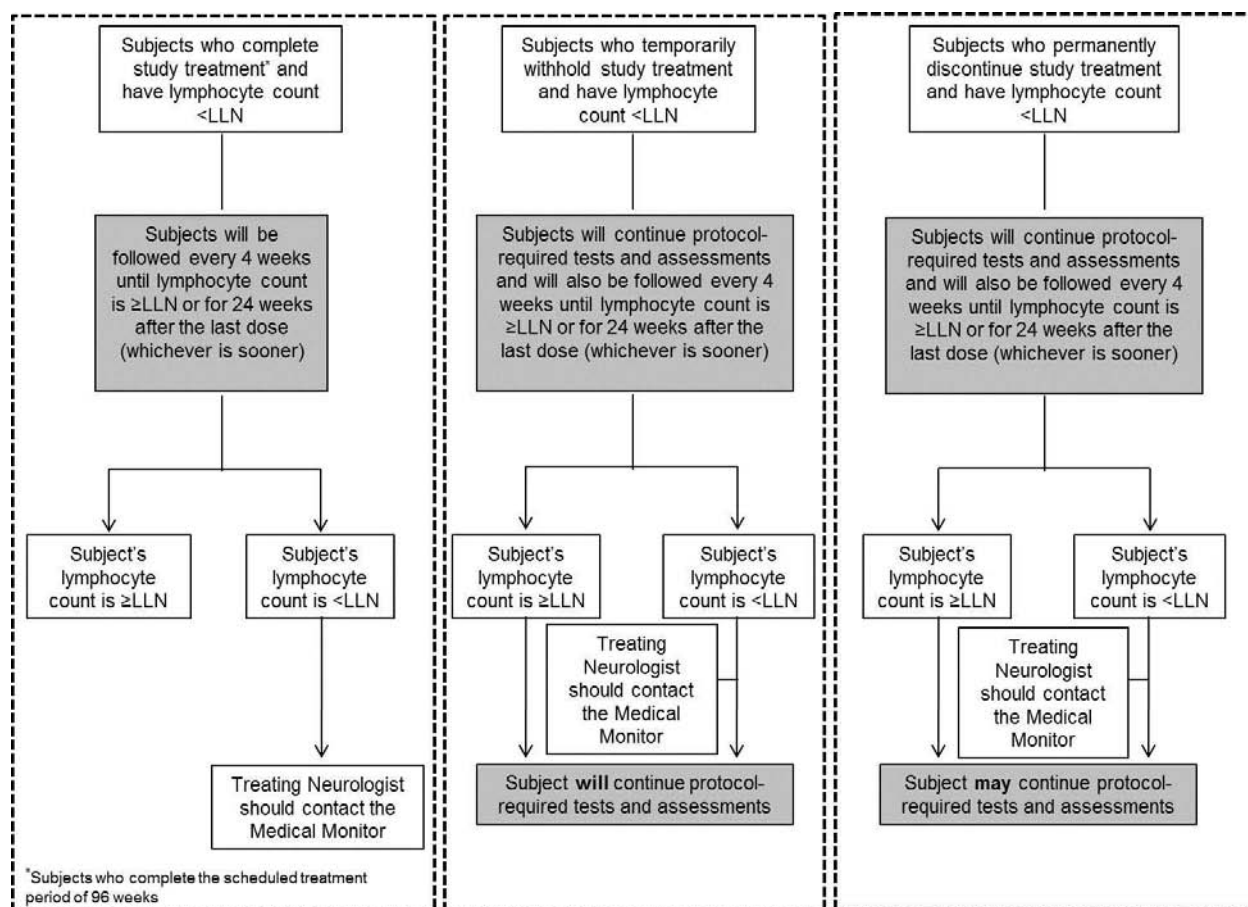 Subjects who complete
study treatment* and
have lymphocyte count
<LLN
Subjects will be
followed every 4 weeks
until lymphocyte count
is ≥LLN or for 24 weeks
after the last dose
(whichever is sooner)
Subject's
lymphocyte
count is ≥LLN
Subject's
lymphocyte
count is <LLN
Treating Neurologist
should contact the
Medical Monitor
*Subjects who complete the scheduled treatment
period of 96 weeks
Subjects who temporarily
withhold study treatment
and have lymphocyte
count <LLN
Subjects will continue protocol-
required tests and assessments
and will also be followed every 4
weeks until lymphocyte count is
≥LLN or for 24 weeks after the
last dose (whichever is sooner)
Subject's
lymphocyte
count is ≥LLN
Subject's
lymphocyte
count is <LLN
Treating
Neurologist
should contact
the Medical
Monitor
Subject will continue protocol-
required tests and assessments
Subjects who permanently
discontinue study treatment
and have lymphocyte count
<LLN
Subjects will continue protocol-
required tests and assessments
and will also be followed every 4
weeks until lymphocyte count is
≥LLN or for 24 weeks after the
last dose (whichever is sooner)
Subject's
lymphocyte
count is ≥LLN
Subject's
lymphocyte
count is <LLN
Treating
Neurologist
should contact
the Medical
Monitor
Subject may continue protocol-
required tests and assessments